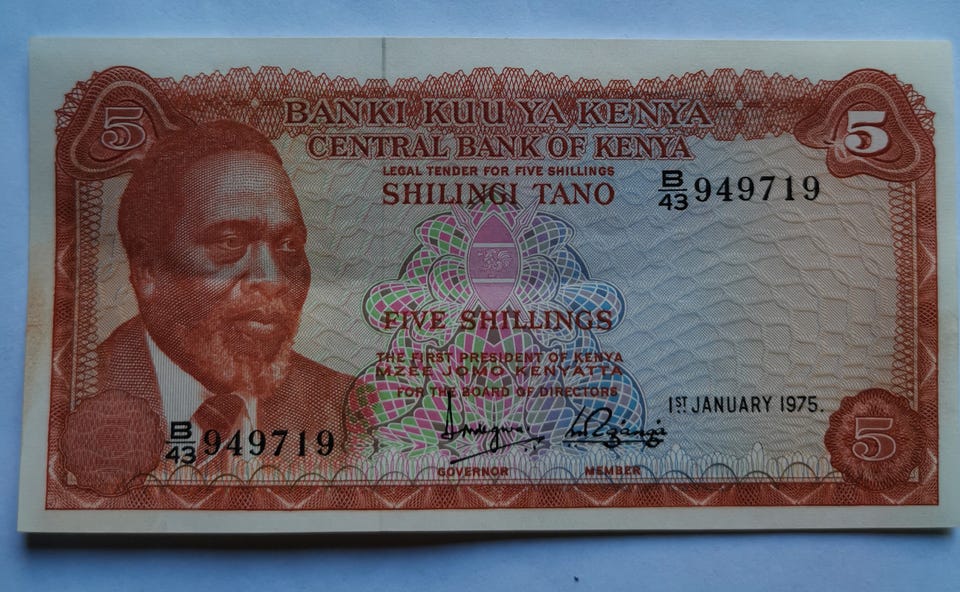 5
5
BANKI KUU YA KENYA
CENTRAL BANK OF KENYA
LEGAL TENDER FOR FIVE SHILLINGS
SHILINGI TANO
B/43 949719
FIVE SHILLINGS
THE FIRST PRESIDENT OF KENYA
MZEE JOMO KENYATTA
FOR THE BOARD OF DIRECTORS
1ST JANUARY 1975.
B/43 949719
5
GOVERNOR
MEMBER